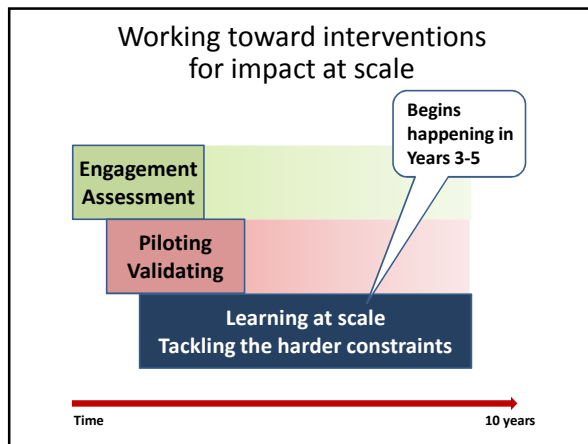 Working toward interventions
for impact at scale
Begins
happening in
Years 3-5
Engagement
Assessment
Piloting
Validating
Learning at scale
Tackling the harder constraints
Time
10 years